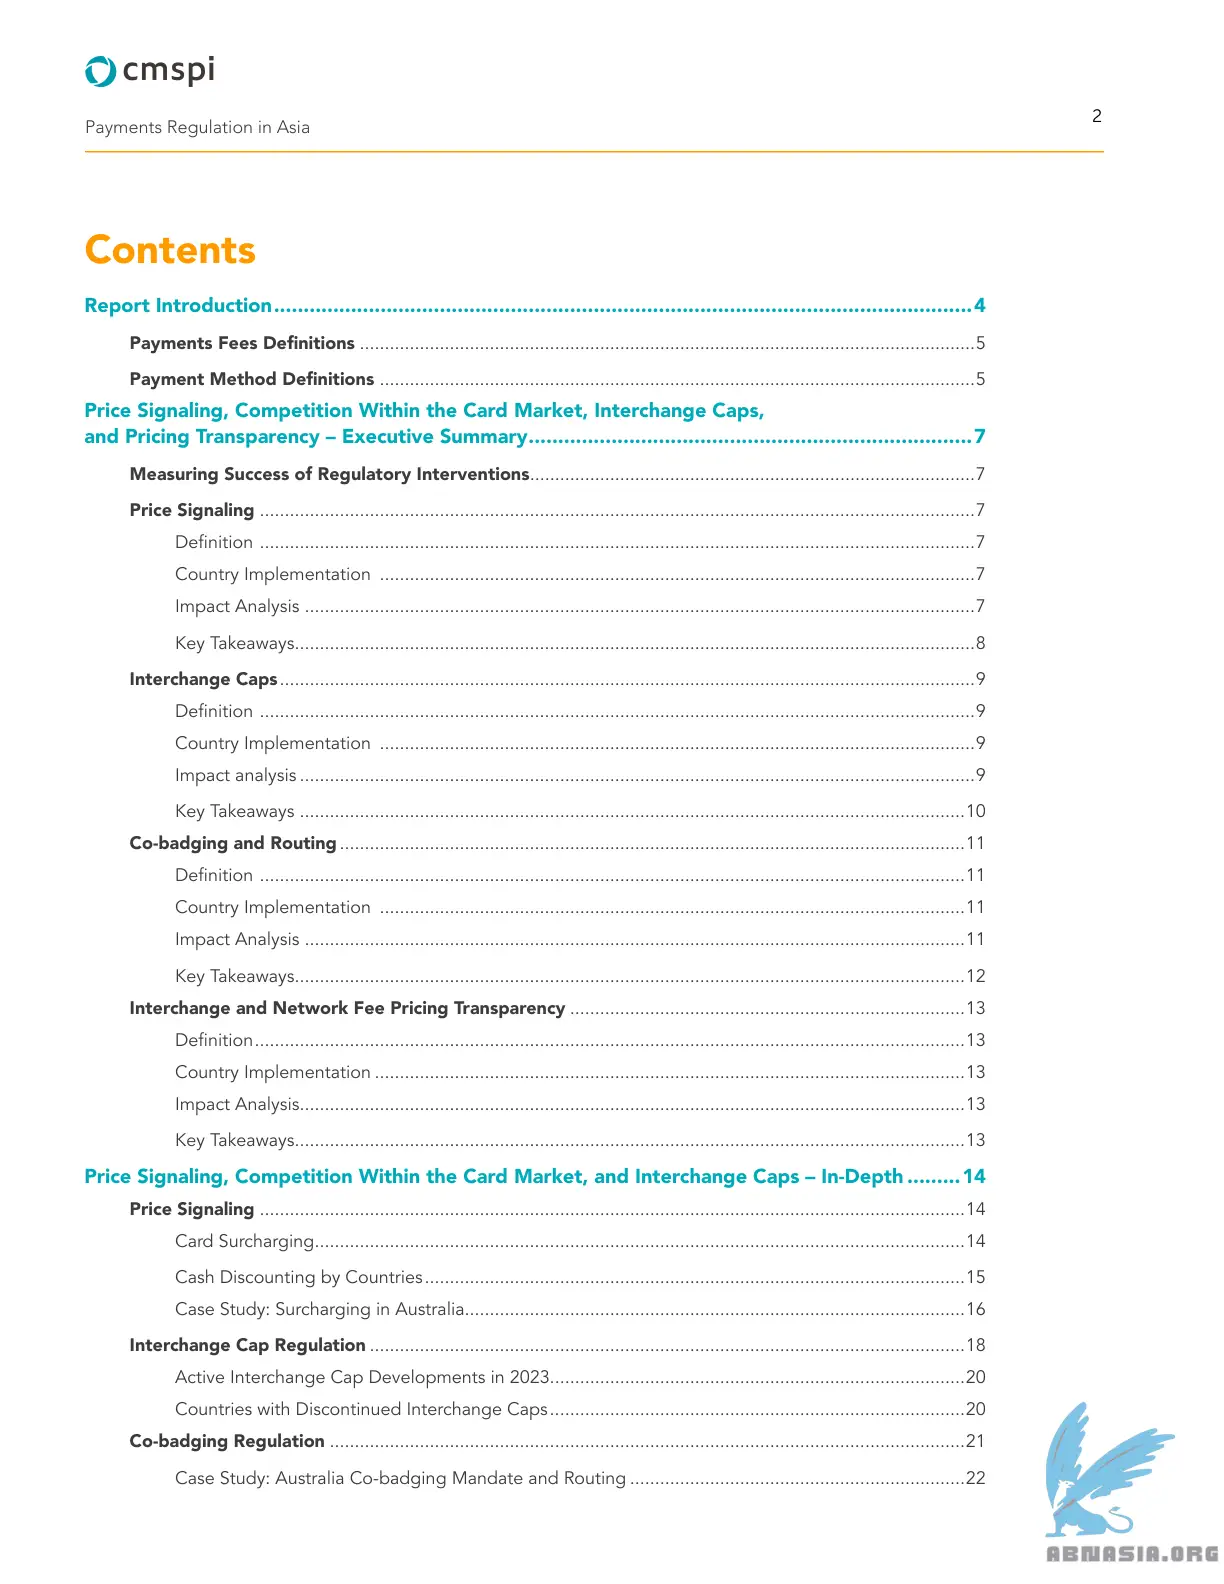 cmspi
Payments Regulation in Asia
2
Contents
Report Introduction....................4
Payments Fees Definitions ....................5
Payment Method Definitions ....................5
Price Signaling, Competition Within the Card Market, Interchange Caps,
and Pricing Transparency – Executive Summary....................7
Measuring Success of Regulatory Interventions....................7
Price Signaling ....................7
Definition ....................7
Country Implementation ....................7
Impact Analysis ....................7
Key Takeaways....................8
Interchange Caps....................9
Definition ....................9
Country Implementation ....................9
Impact analysis ....................9
Key Takeaways ....................10
Co-badging and Routing ....................11
Definition ....................11
Country Implementation ....................11
Impact Analysis ....................11
Key Takeaways....................12
Interchange and Network Fee Pricing Transparency ....................13
Definition....................13
Country Implementation ....................13
Impact Analysis....................13
Key Takeaways....................13
Price Signaling, Competition Within the Card Market, and Interchange Caps – In-Depth .........14
Price Signaling ....................14
Card Surcharging....................14
Cash Discounting by Countries....................15
Case Study: Surcharging in Australia....................16
Interchange Cap Regulation ....................18
Active Interchange Cap Developments in 2023....................20
Countries with Discontinued Interchange Caps....................20
Co-badging Regulation ....................21
Case Study: Australia Co-badging Mandate and Routing ....................22
ABNASIA.ORG